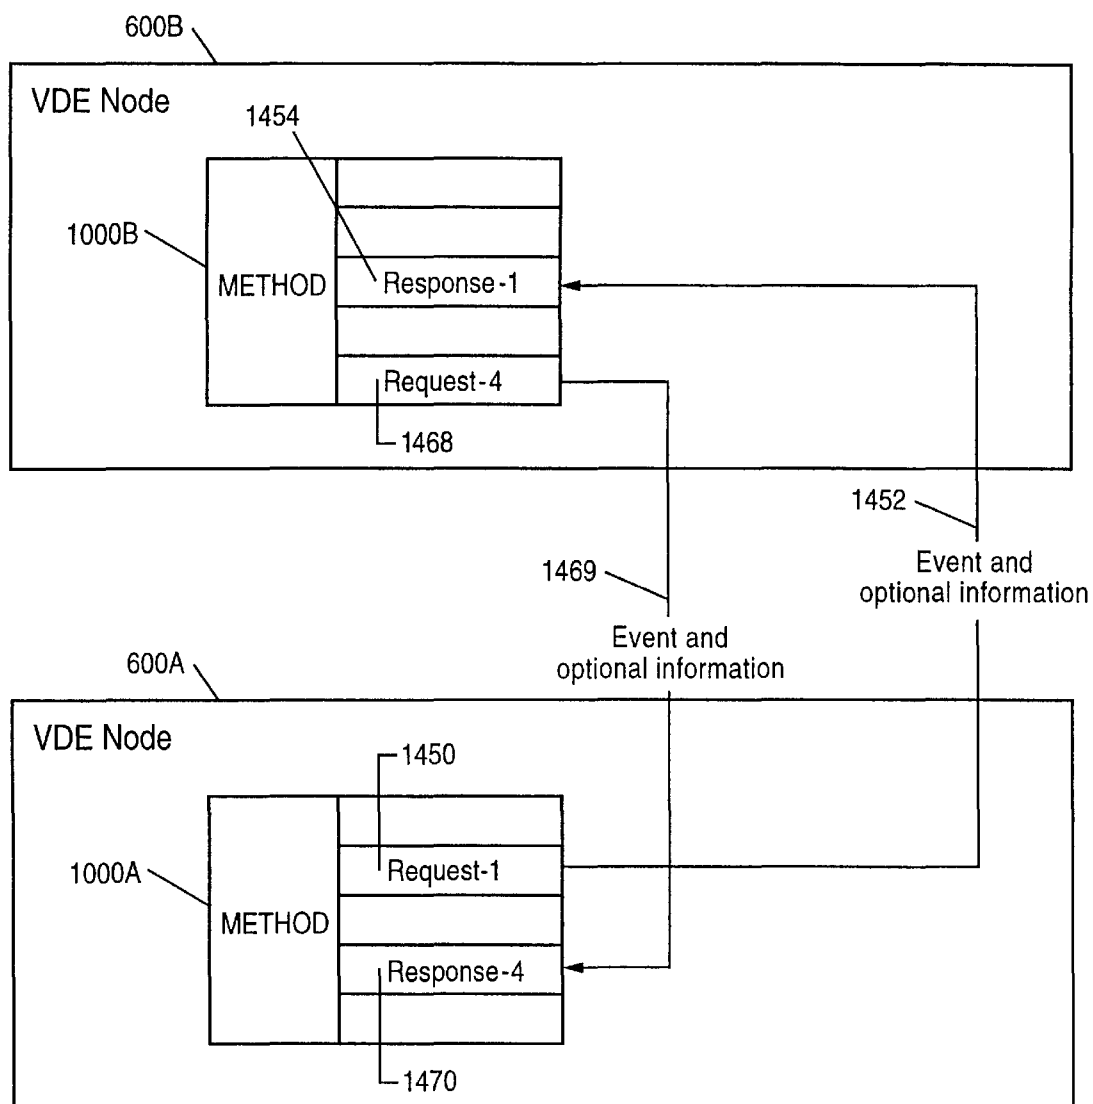 600B
VDE Node
1454
1000B
METHOD
Response-1
Request-4
1468
1452
Event and
optional information
1469
Event and
optional information
600A
VDE Node
1450
1000A
METHOD
Request-1
Response-4
1470